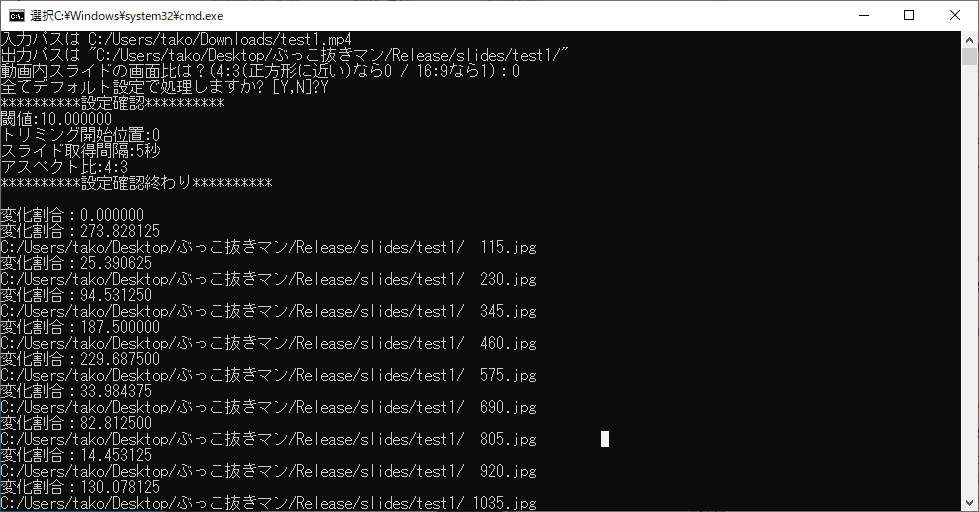 選択C:¥Windows¥system32¥cmd.exe
入力パスは C:/Users/tako/Downloads/test1.mp4
出力パスは "C:/Users/tako/Desktop/ぶっこ抜きマン/Release/slides/test1/"
動画内スライドの画面比は？(4:3(正方形に近い)なら0 / 16:9なら1)：0
全てデフォルト設定で処理しますか? [Y,N]?Y
**********設定確認**********
閾値:10.000000
トリミング開始位置:0
スライド取得間隔:5秒
アスペクト比:4:3
**********設定確認終わり**********
変化割合：0.000000
変化割合：273.828125
C:/Users/tako/Desktop/ぶっこ抜きマン/Release/slides/test1/  115.jpg
変化割合：25.390625
C:/Users/tako/Desktop/ぶっこ抜きマン/Release/slides/test1/  230.jpg
変化割合：94.531250
C:/Users/tako/Desktop/ぶっこ抜きマン/Release/slides/test1/  345.jpg
変化割合：187.500000
C:/Users/tako/Desktop/ぶっこ抜きマン/Release/slides/test1/  460.jpg
変化割合：229.687500
C:/Users/tako/Desktop/ぶっこ抜きマン/Release/slides/test1/  575.jpg
変化割合：33.984375
C:/Users/tako/Desktop/ぶっこ抜きマン/Release/slides/test1/  690.jpg
変化割合：82.812500
C:/Users/tako/Desktop/ぶっこ抜きマン/Release/slides/test1/  805.jpg
変化割合：14.453125
C:/Users/tako/Desktop/ぶっこ抜きマン/Release/slides/test1/  920.jpg
変化割合：130.078125
C:/Users/tako/Desktop/ぶっこ抜きマン/Release/slides/test1/ 1035.jpg